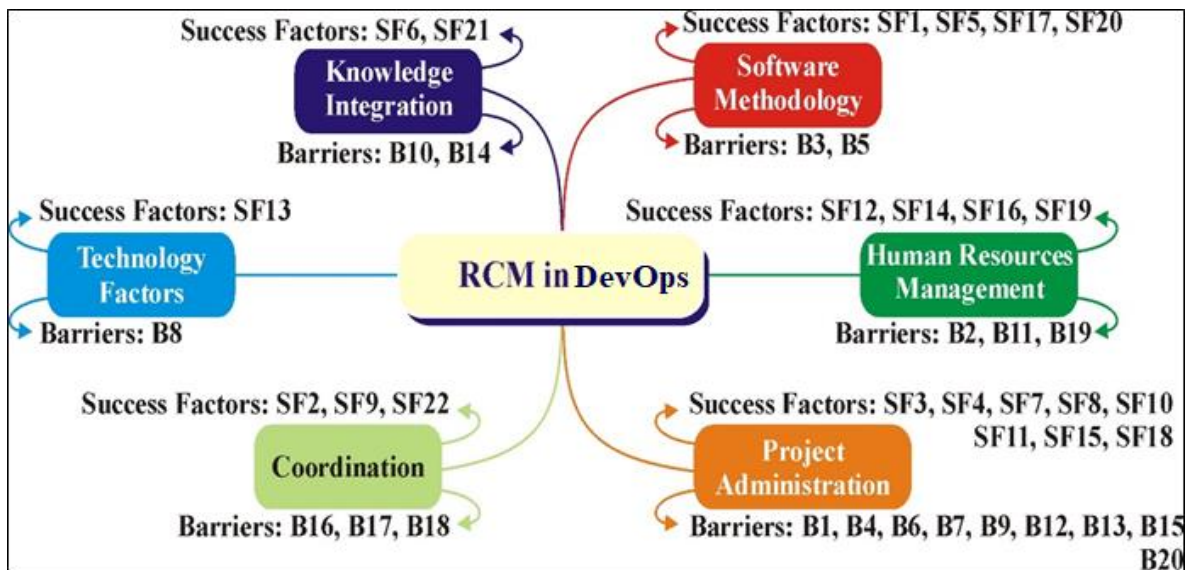 Success Factors: SF6, SF21
Knowledge
Integration
Barriers: B10, B14
Success Factors: SF1, SF5, SF17, SF20
Software
Methodology
Barriers: B3, B5
Success Factors: SF13
Technology
Factors
Barriers: B8
RCM in DevOps
Success Factors: SF12, SF14, SF16, SF19
Human Resources
Management
Barriers: B2, B11, B19
Success Factors: SF2, SF9, SF22
Coordination
Barriers: B16, B17, B18
Success Factors: SF3, SF4, SF7, SF8, SF10
SF11, SF15, SF18
Project
Administration
Barriers: B1, B4, B6, B7, B9, B12, B13, B15
B20